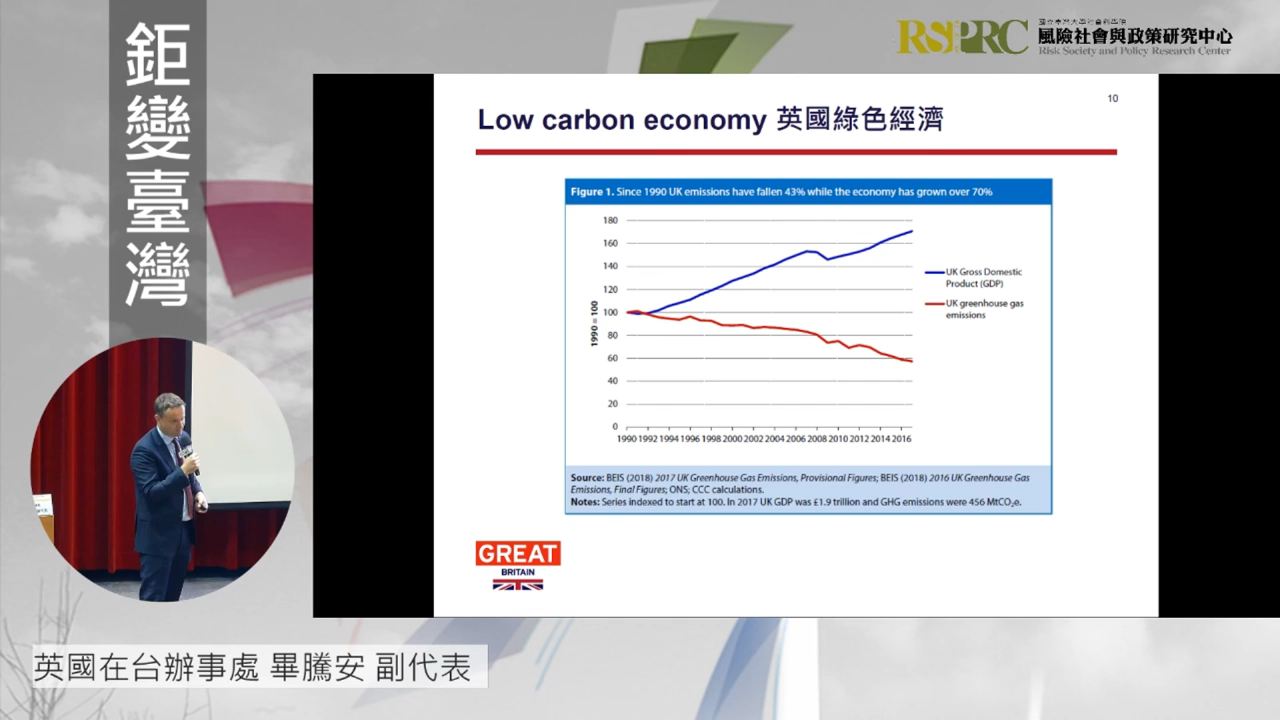 鉅變臺灣
RSPRC
國立臺灣大學社會科學院
風險社會與政策研究中心
Risk Society and Policy Research Center
10
Low carbon economy 英國綠色經濟
Figure 1. Since 1990 UK emissions have fallen 43% while the economy has grown over 70%
180
160
140
120
100
80
60
40
20
0
1990 = 100
1990 1992 1994 1996 1998 2000 2002 2004 2006 2008 2010 2012 2014 2016
UK Gross Domestic
Product (GDP)
UK greenhouse gas
emissions
Source: BEIS (2018) 2017 UK Greenhouse Gas Emissions, Provisional Figures; BEIS (2018) 2016 UK Greenhouse Gas
Emissions, Final Figures; ONS; CCC calculations.
Notes: Series indexed to start at 100. In 2017 UK GDP was £1.9 trillion and GHG emissions were 456 MtCO₂e.
GREAT
BRITAIN
英國在台辦事處 畢騰安 副代表